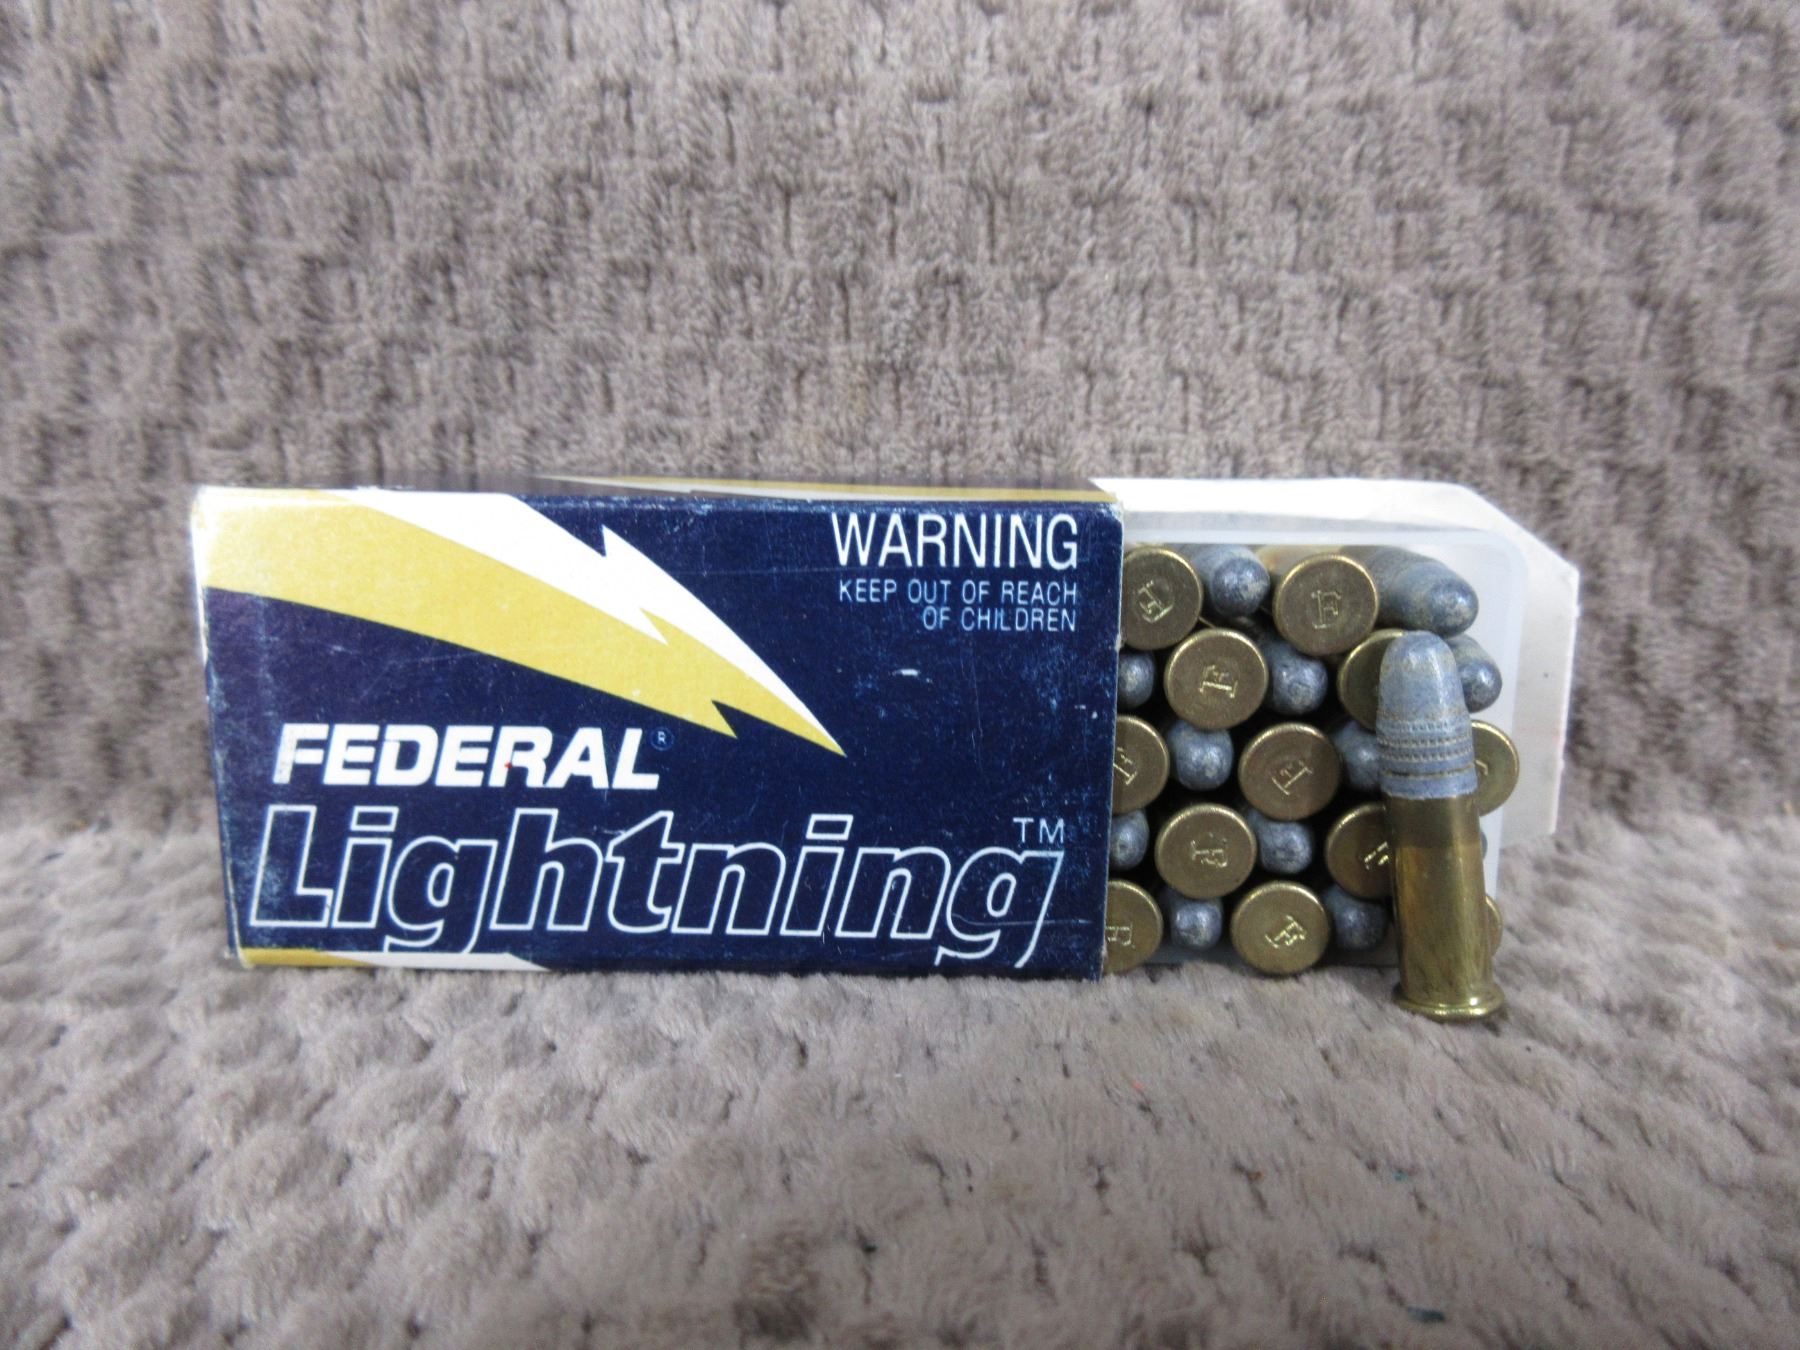 WARNING
KEEP OUT OF REACH
OF CHILDREN
FEDERAL®
Lightning™
F
F
F
F
F
F
F
F